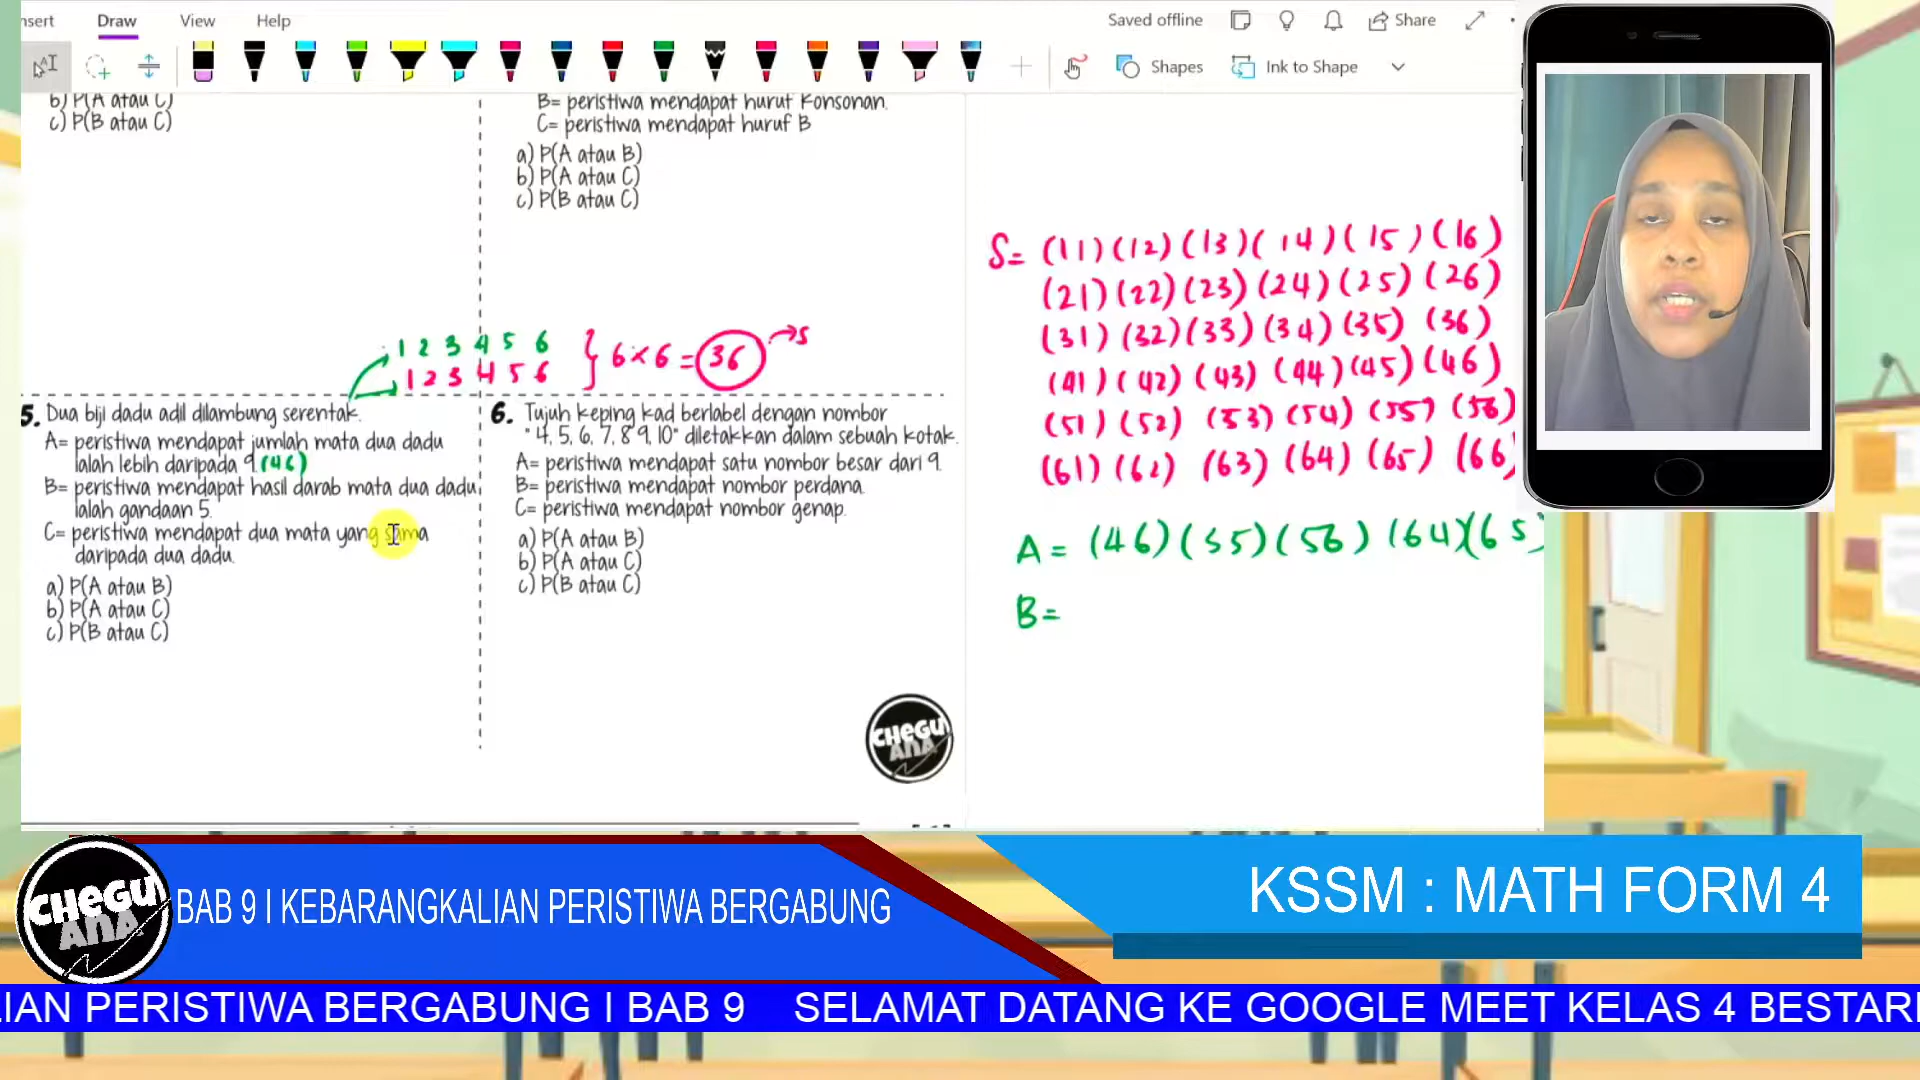 nsert Draw View Help
Saved offline Share
Shapes Ink to Shape
b) P(A atau C)
c) P(B atau C)
B= peristiwa mendapat huruf Konsonan.
C= peristiwa mendapat huruf B
a) P(A atau B)
b) P(A atau C)
c) P(B atau C)
1 2 3 4 5 6
1 2 3 4 5 6
6 × 6 = 36 → S
5. Dua biji dadu adil dilambung serentak.
A= peristiwa mendapat jumlah mata dua dadu
ialah lebih daripada 9. (46)
B= peristiwa mendapat hasil darab mata dua dadu
ialah gandaan 5.
C= peristiwa mendapat dua mata yang sama
daripada dua dadu.
a) P(A atau B)
b) P(A atau C)
c) P(B atau C)
6. Tujuh keping kad berlabel dengan nombor
" 4, 5, 6, 7, 8 9, 10" diletakkan dalam sebuah kotak.
A= peristiwa mendapat satu nombor besar dari 9.
B= peristiwa mendapat nombor perdana.
C= peristiwa mendapat nombor genap.
a) P(A atau B)
b) P(A atau C)
c) P(B atau C)
S= (11) (12) (13) (14) (15) (16)
(21) (22) (23) (24) (25) (26)
(31) (32) (33) (34) (35) (36)
(41) (42) (43) (44) (45) (46)
(51) (52) (53) (54) (55) (56)
(61) (62) (63) (64) (65) (66)
A = (46) (55) (56) (64) (65)
B=
CHEGU
ANA
CHEGU
ANA
BAB 9 I KEBARANGKALIAN PERISTIWA BERGABUNG
KSSM : MATH FORM 4
LIAN PERISTIWA BERGABUNG I BAB 9 SELAMAT DATANG KE GOOGLE MEET KELAS 4 BESTARI